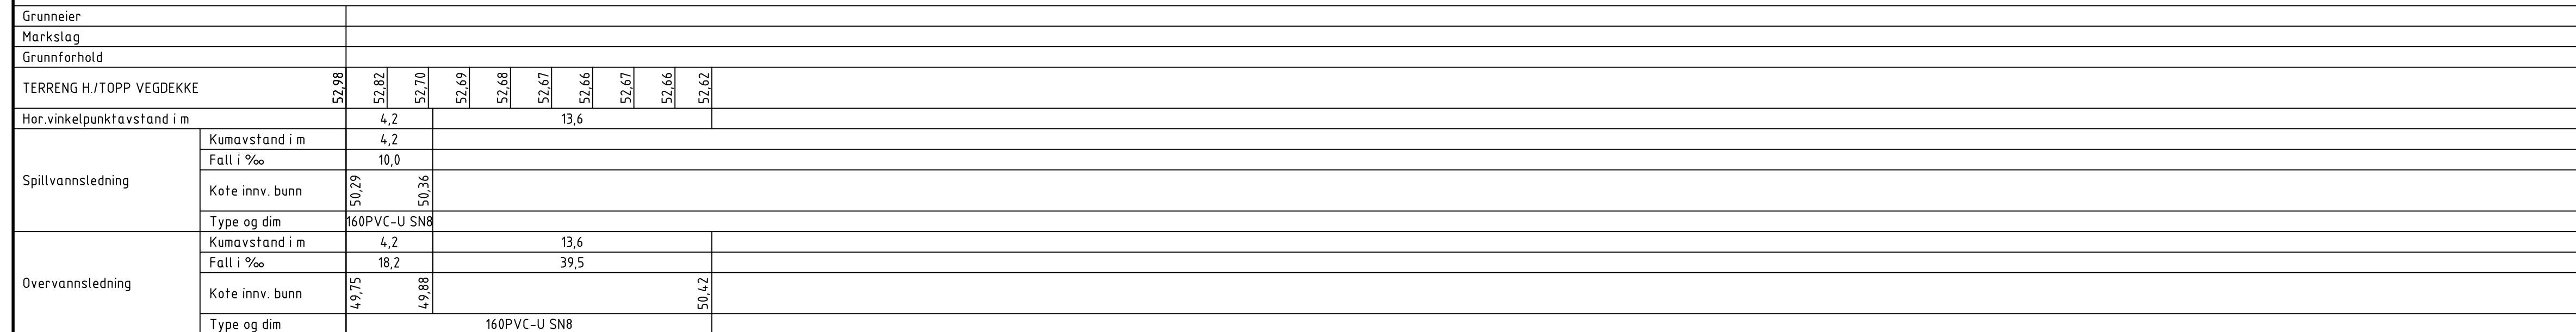 Grunneier
Markslag
Grunnforhold
TERRENG H./TOPP VEGDEKKE 52,98 52,82 52,70 52,69 52,68 52,67 52,66 52,67 52,66 52,62
Hor.vinkelpunktavstand i m 4,2 13,6
Spillvannsledning
Kumavstand i m 4,2
Fall i ‰ 10,0
Kote innv. bunn 50,29 50,36
Type og dim 160PVC-U SN8
Overvannsledning
Kumavstand i m 4,2 13,6
Fall i ‰ 18,2 39,5
Kote innv. bunn 49,75 49,88 50,42
Type og dim 160PVC-U SN8